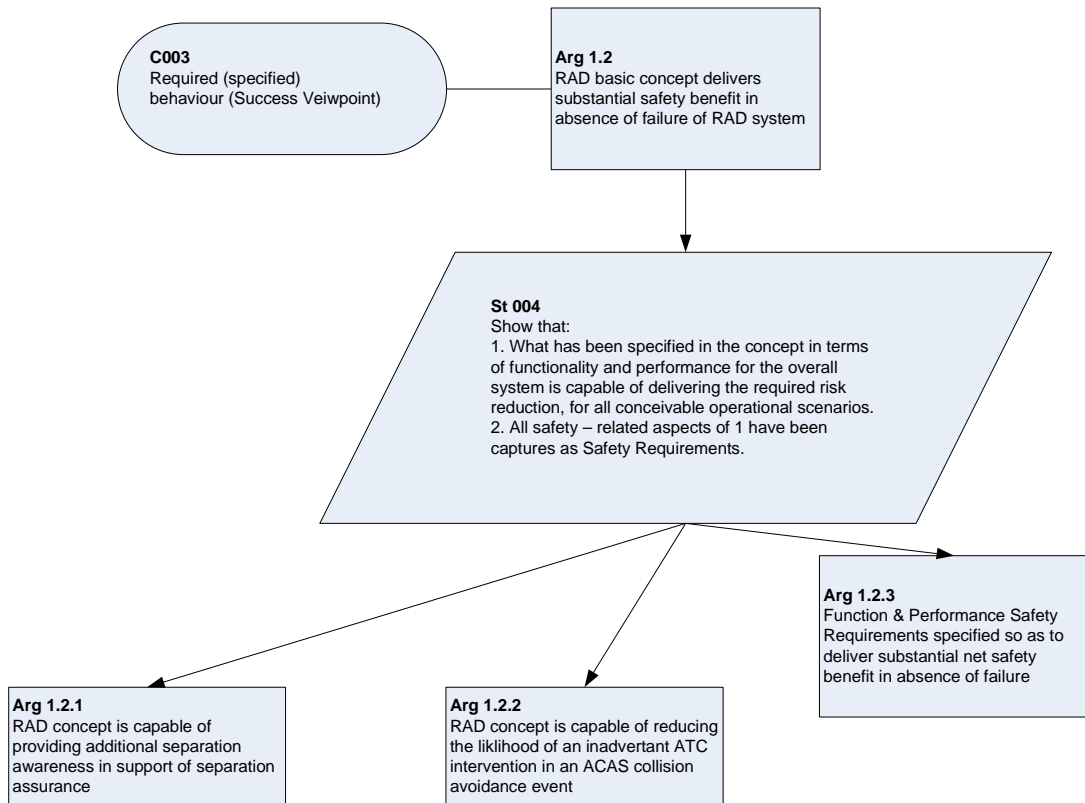 C003
Required (specified)
behaviour (Success Veiwpoint)
Arg 1.2
RAD basic concept delivers
substantial safety benefit in
absence of failure of RAD system
St 004
Show that:
1. What has been specified in the concept in terms
of functionality and performance for the overall
system is capable of delivering the required risk
reduction, for all conceivable operational scenarios.
2. All safety – related aspects of 1 have been
captures as Safety Requirements.
Arg 1.2.1
RAD concept is capable of
providing additional separation
awareness in support of separation
assurance
Arg 1.2.2
RAD concept is capable of reducing
the liklihood of an inadvertant ATC
intervention in an ACAS collision
avoidance event
Arg 1.2.3
Function & Performance Safety
Requirements specified so as to
deliver substantial net safety
benefit in absence of failure